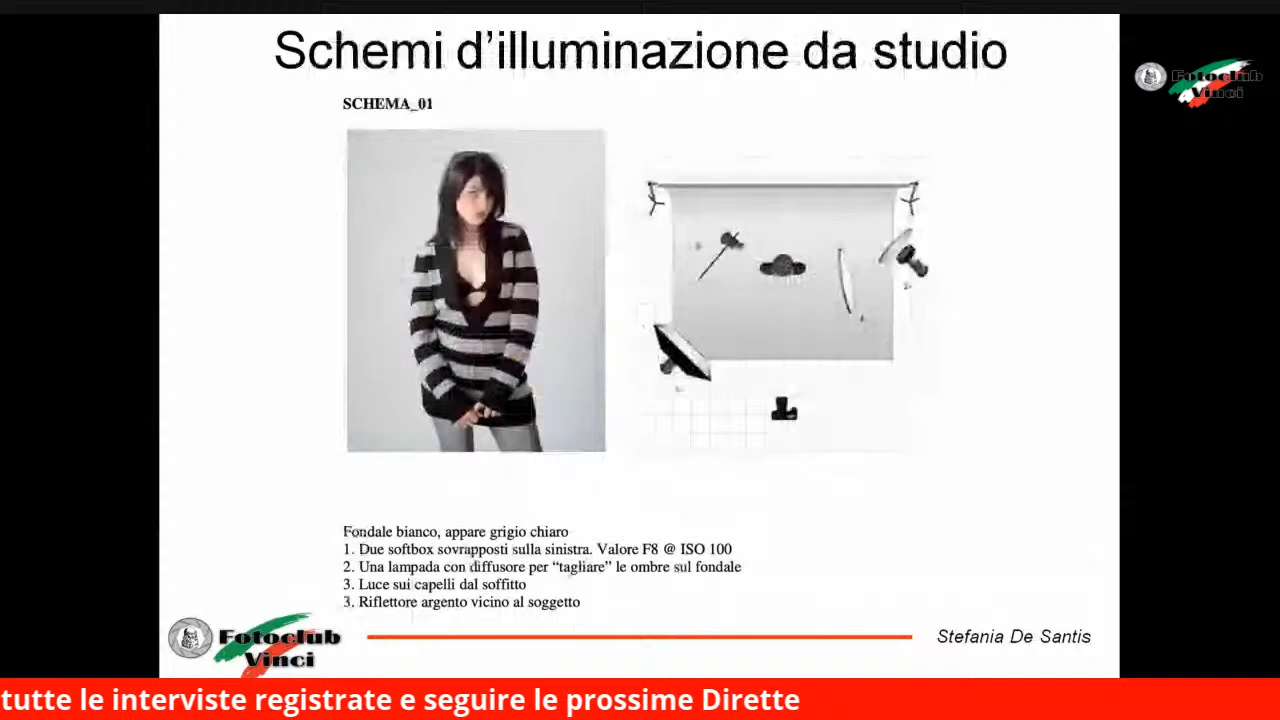 Schemi d’illuminazione da studio
SCHEMA_01
Fotoclub
Vinci
Fondale bianco, appare grigio chiaro
1. Due softbox sovrapposti sulla sinistra. Valore F8 @ ISO 100
2. Una lampada con diffusore per “tagliare” le ombre sul fondale
3. Luce sui capelli dal soffitto
3. Riflettore argento vicino al soggetto
Fotoclub
Vinci
Stefania De Santis
tutte le interviste registrate e seguire le prossime Dirette